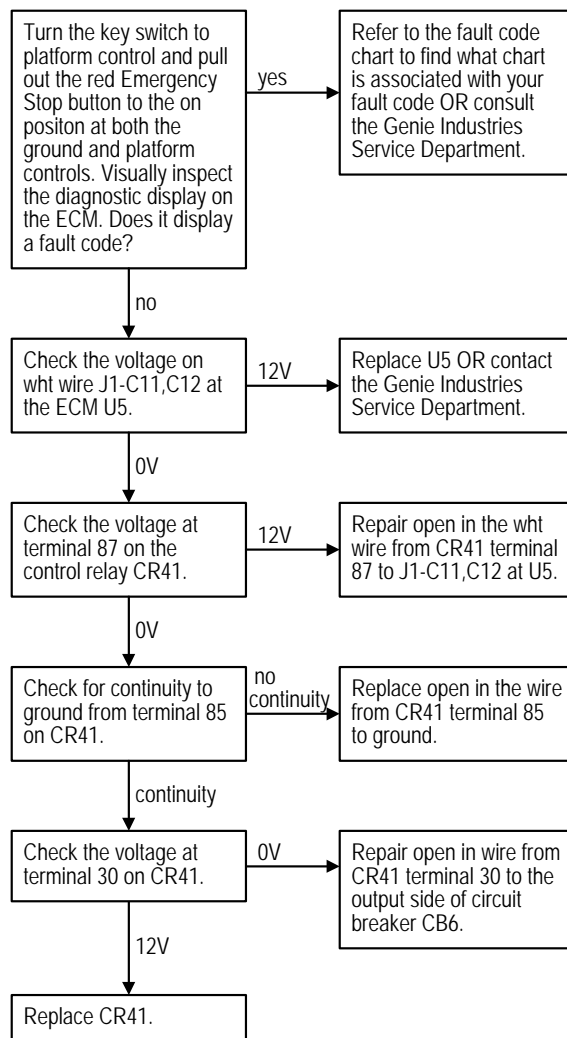 Turn the key switch to
platform control and pull
out the red Emergency
Stop button to the on
positon at both the
ground and platform
controls. Visually inspect
the diagnostic display on
the ECM. Does it display
a fault code?
yes
Refer to the fault code
chart to find what chart
is associated with your
fault code OR consult
the Genie Industries
Service Department.
no
Check the voltage on
wht wire J1-C11,C12 at
the ECM U5.
12V
Replace U5 OR contact
the Genie Industries
Service Department.
0V
Check the voltage at
terminal 87 on the
control relay CR41.
12V
Repair open in the wht
wire from CR41 terminal
87 to J1-C11,C12 at U5.
0V
Check for continuity to
ground from terminal 85
on CR41.
no
continuity
Replace open in the wire
from CR41 terminal 85
to ground.
continuity
Check the voltage at
terminal 30 on CR41.
0V
Repair open in wire from
CR41 terminal 30 to the
output side of circuit
breaker CB6.
12V
Replace CR41.